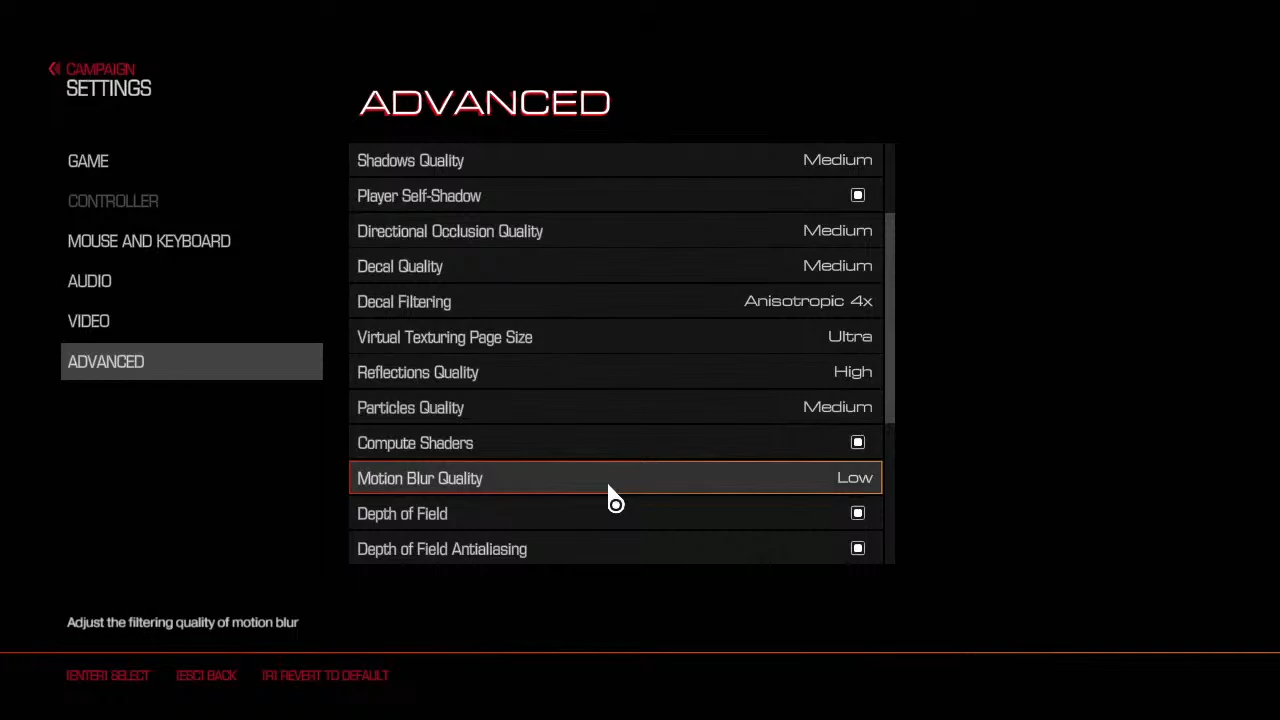 CAMPAIGN
SETTINGS
ADVANCED
GAME
CONTROLLER
MOUSE AND KEYBOARD
AUDIO
VIDEO
ADVANCED
Shadows Quality Medium
Player Self-Shadow
Directional Occlusion Quality Medium
Decal Quality Medium
Decal Filtering Anisotropic 4x
Virtual Texturing Page Size Ultra
Reflections Quality High
Particles Quality Medium
Compute Shaders
Motion Blur Quality Low
Depth of Field
Depth of Field Antialiasing
Adjust the filtering quality of motion blur
[ENTER] SELECT [ESC] BACK [R] REVERT TO DEFAULT